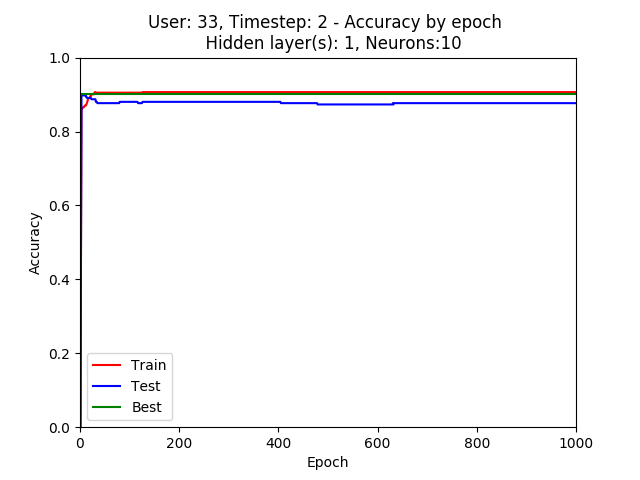 User: 33, Timestep: 2 - Accuracy by epoch
Hidden layer(s): 1, Neurons:10
1.0
0.8
0.6
0.4
0.2
0.0
Accuracy
Train
Test
Best
0 200 400 600 800 1000
Epoch